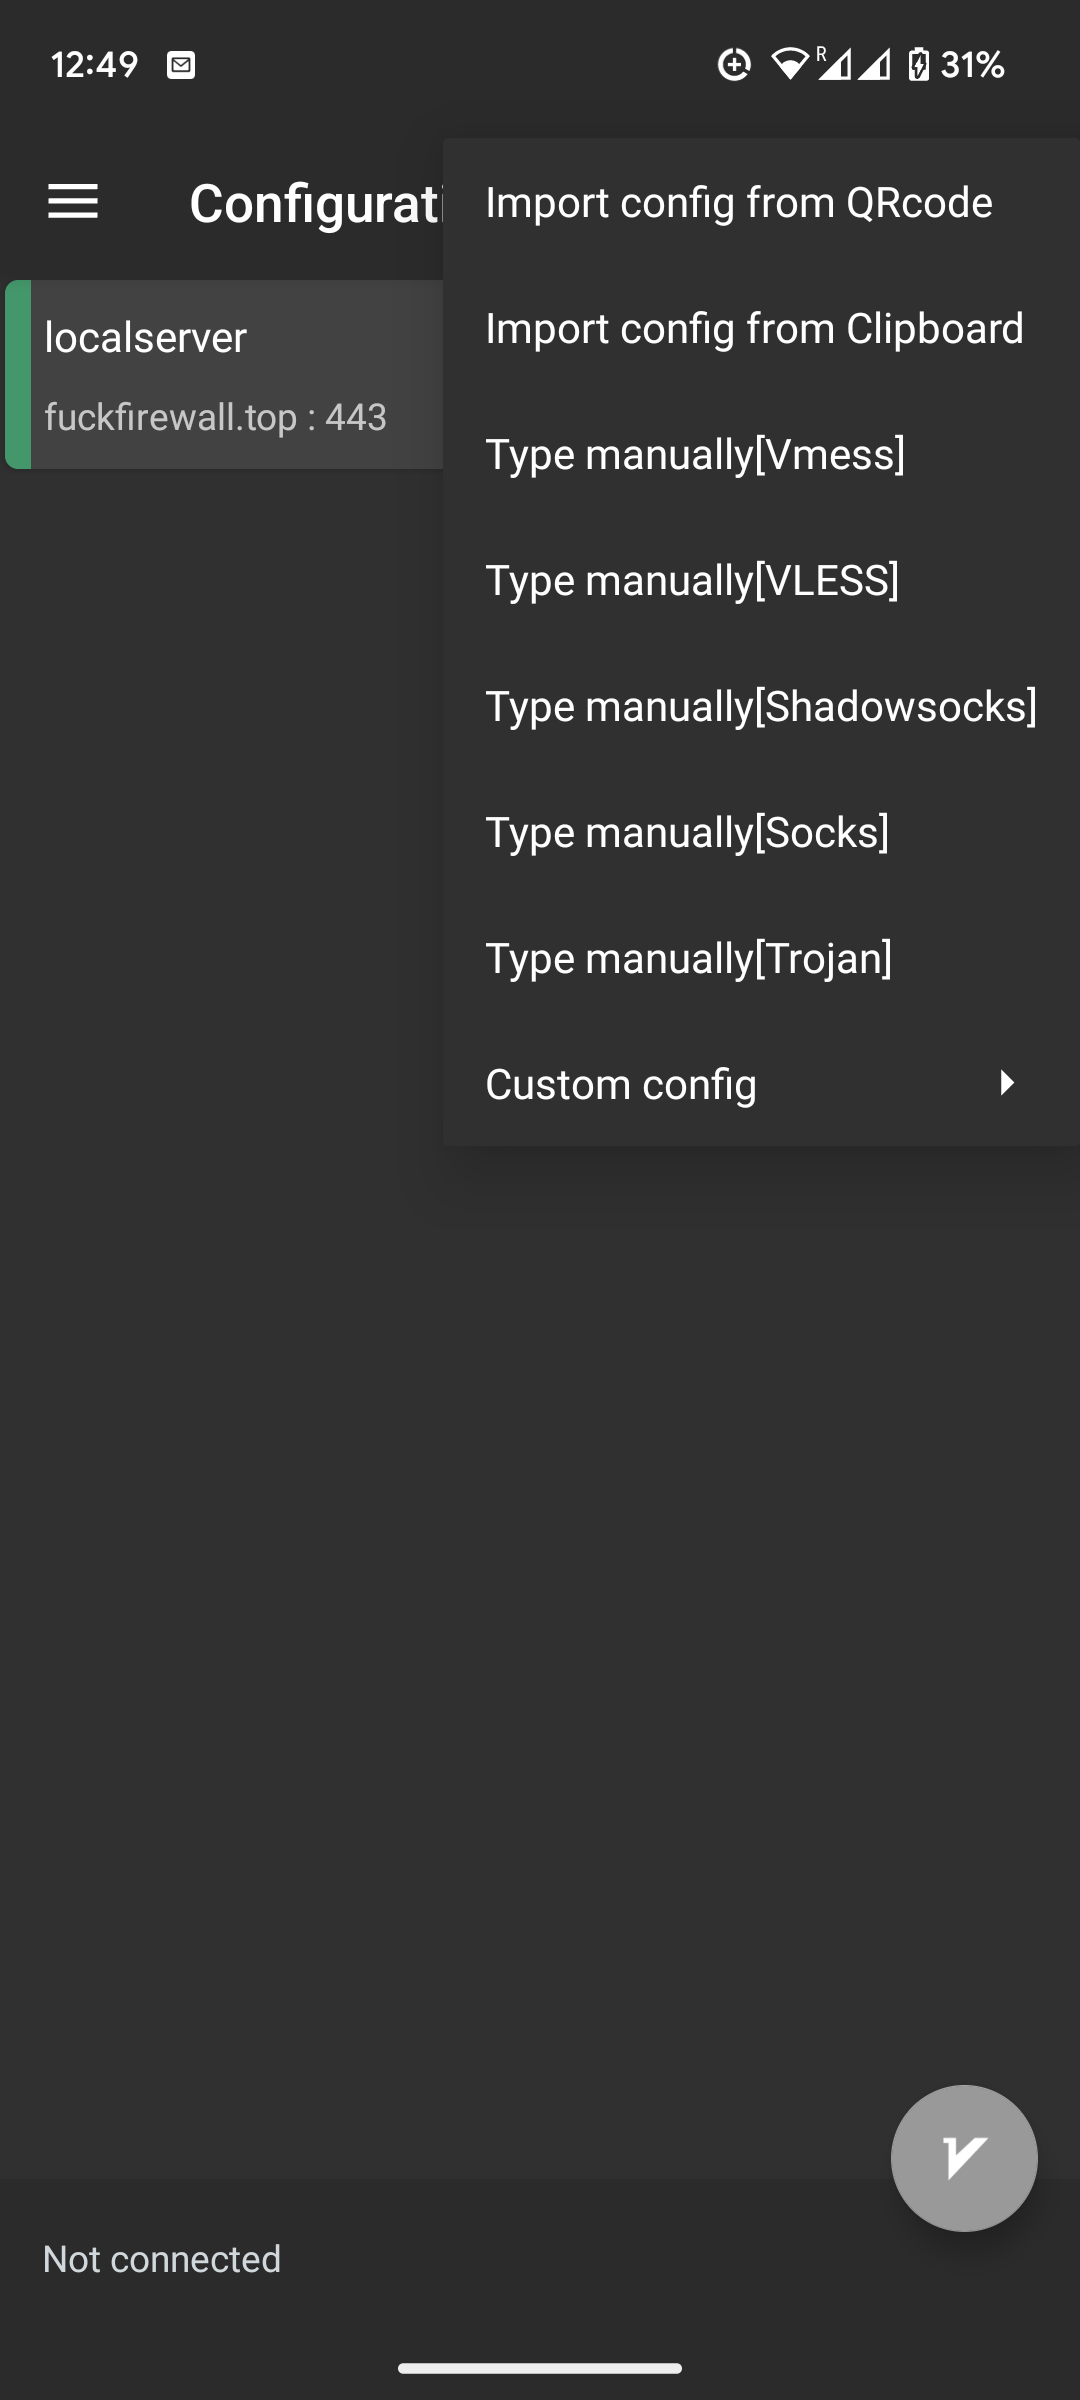 12:49
R
31%
Configurati
Import config from QRcode
localserver
fuckfirewall.top : 443
Import config from Clipboard
Type manually[Vmess]
Type manually[VLESS]
Type manually[Shadowsocks]
Type manually[Socks]
Type manually[Trojan]
Custom config
Not connected